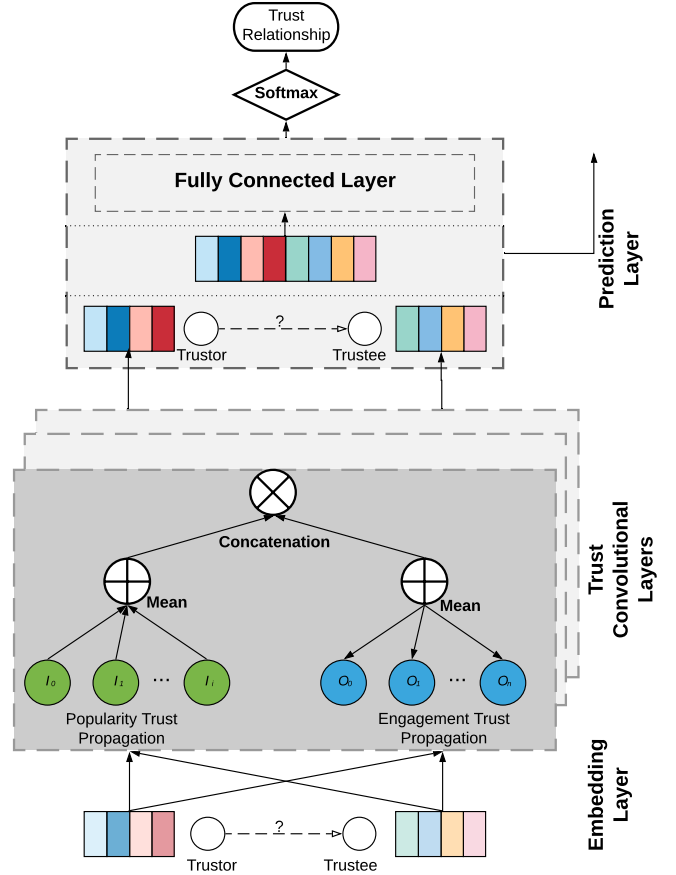 Trust
Relationship
Softmax
Fully Connected Layer
?
Trustor
Trustee
Prediction
Layer
Concatenation
Mean
Mean
I0
I1
...
Ii
O0
O1
...
On
Popularity Trust
Propagation
Engagement Trust
Propagation
Trust
Convolutional
Layers
?
Trustor
Trustee
Embedding
Layer